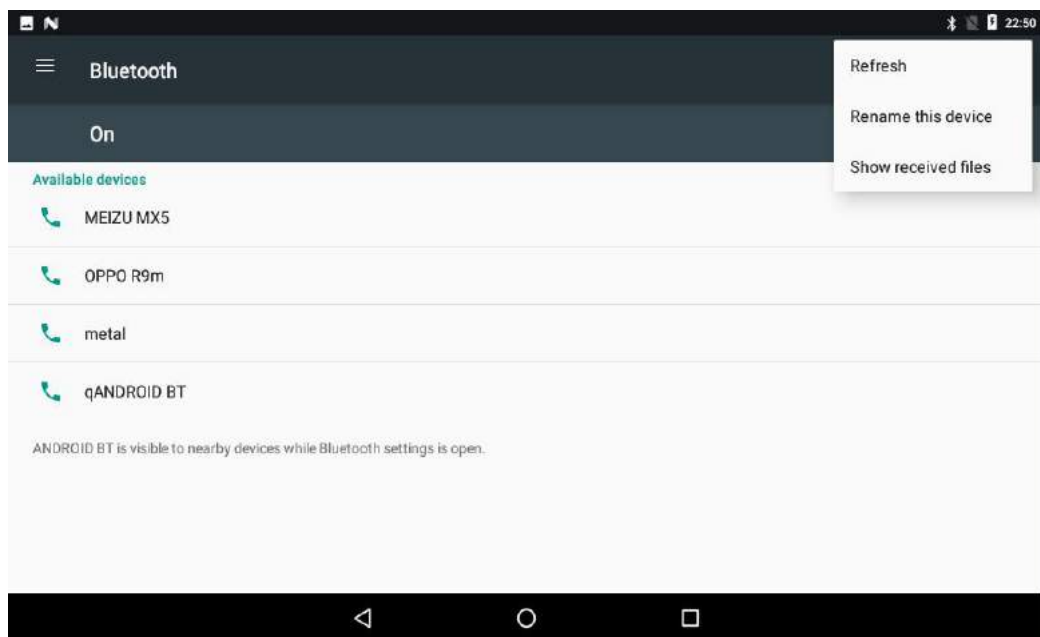 22:50
Bluetooth
Refresh
Rename this device
On
Show received files
Available devices
MEIZU MX5
OPPO R9m
metal
qANDROID BT
ANDROID BT is visible to nearby devices while Bluetooth settings is open.